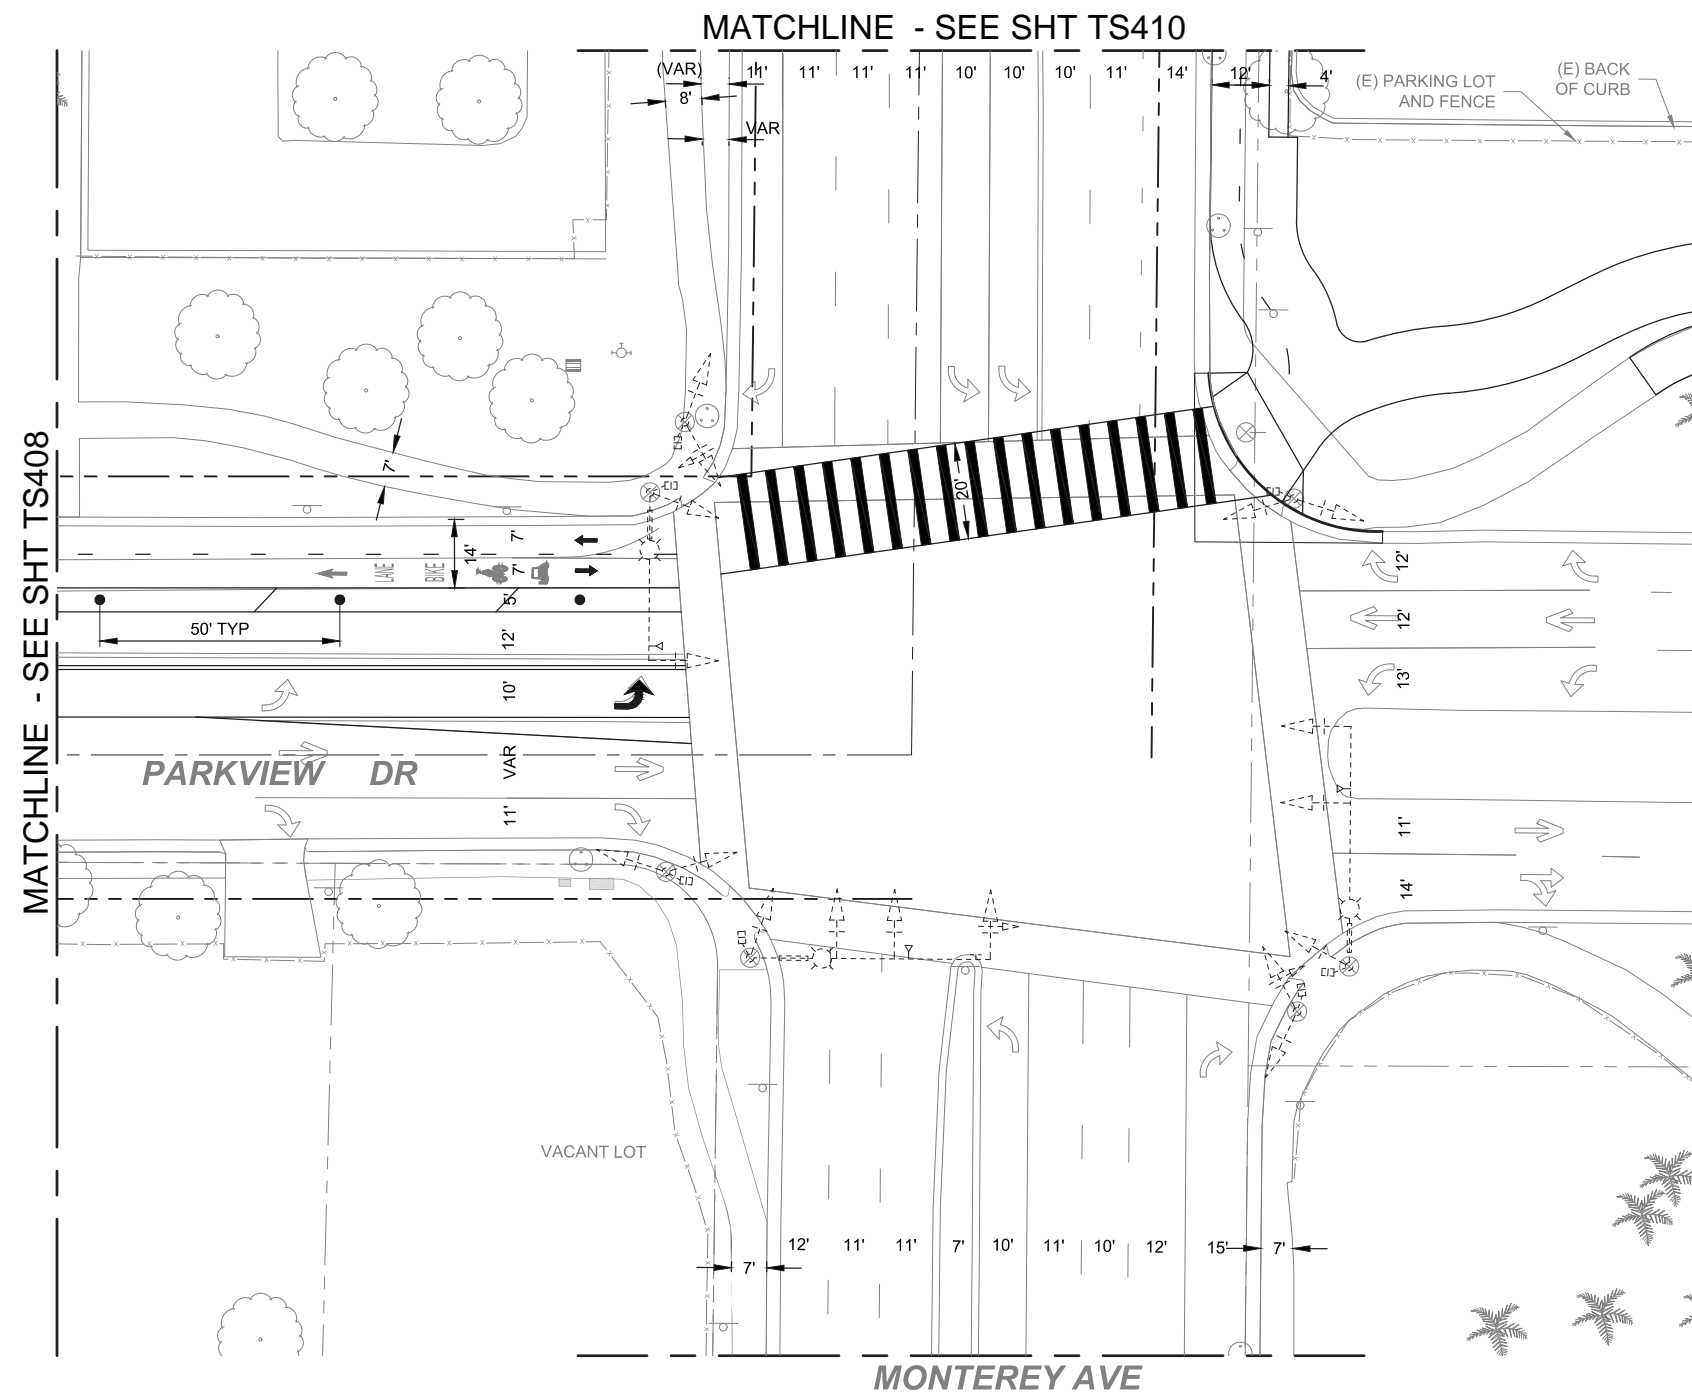 MATCHLINE - SEE SHT TS410
(VAR)
11'
11'
11'
11'
10'
10'
10'
11'
14'
12'
4'
8'
VAR
(E) PARKING LOT
AND FENCE
(E) BACK
OF CURB
MATCHLINE - SEE SHT TS408
7'
20'
14'
7'
7'
LANE
BIKE
5'
50' TYP
12'
10'
VAR
11'
PARKVIEW DR
12'
12'
13'
11'
14'
VACANT LOT
7'
12'
11'
11'
7'
10'
11'
10'
12'
15'
7'
MONTEREY AVE